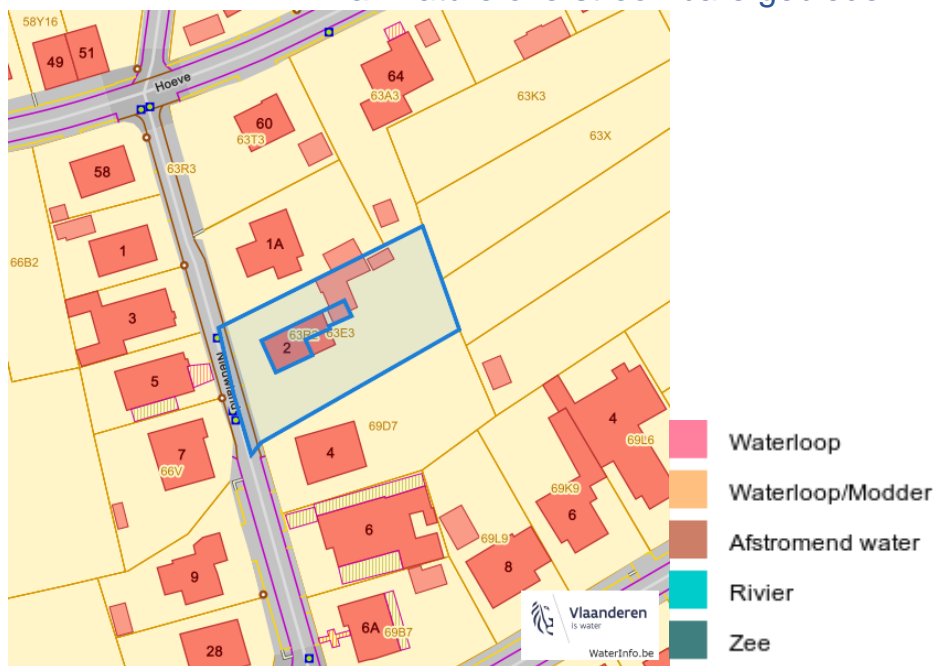 58Y16
49
51
Hoeve
64
63A3
63K3
60
63T3
63X
58
63R3
1A
1
66B2
3
63E3
2
5
4
69D7
4
69L6
7
66V
69K9
6
6
69L9
8
9
6A
69B7
28
Vlaanderen
is water
WaterInfo.be
Waterloop
Waterloop/Modder
Afstromend water
Rivier
Zee